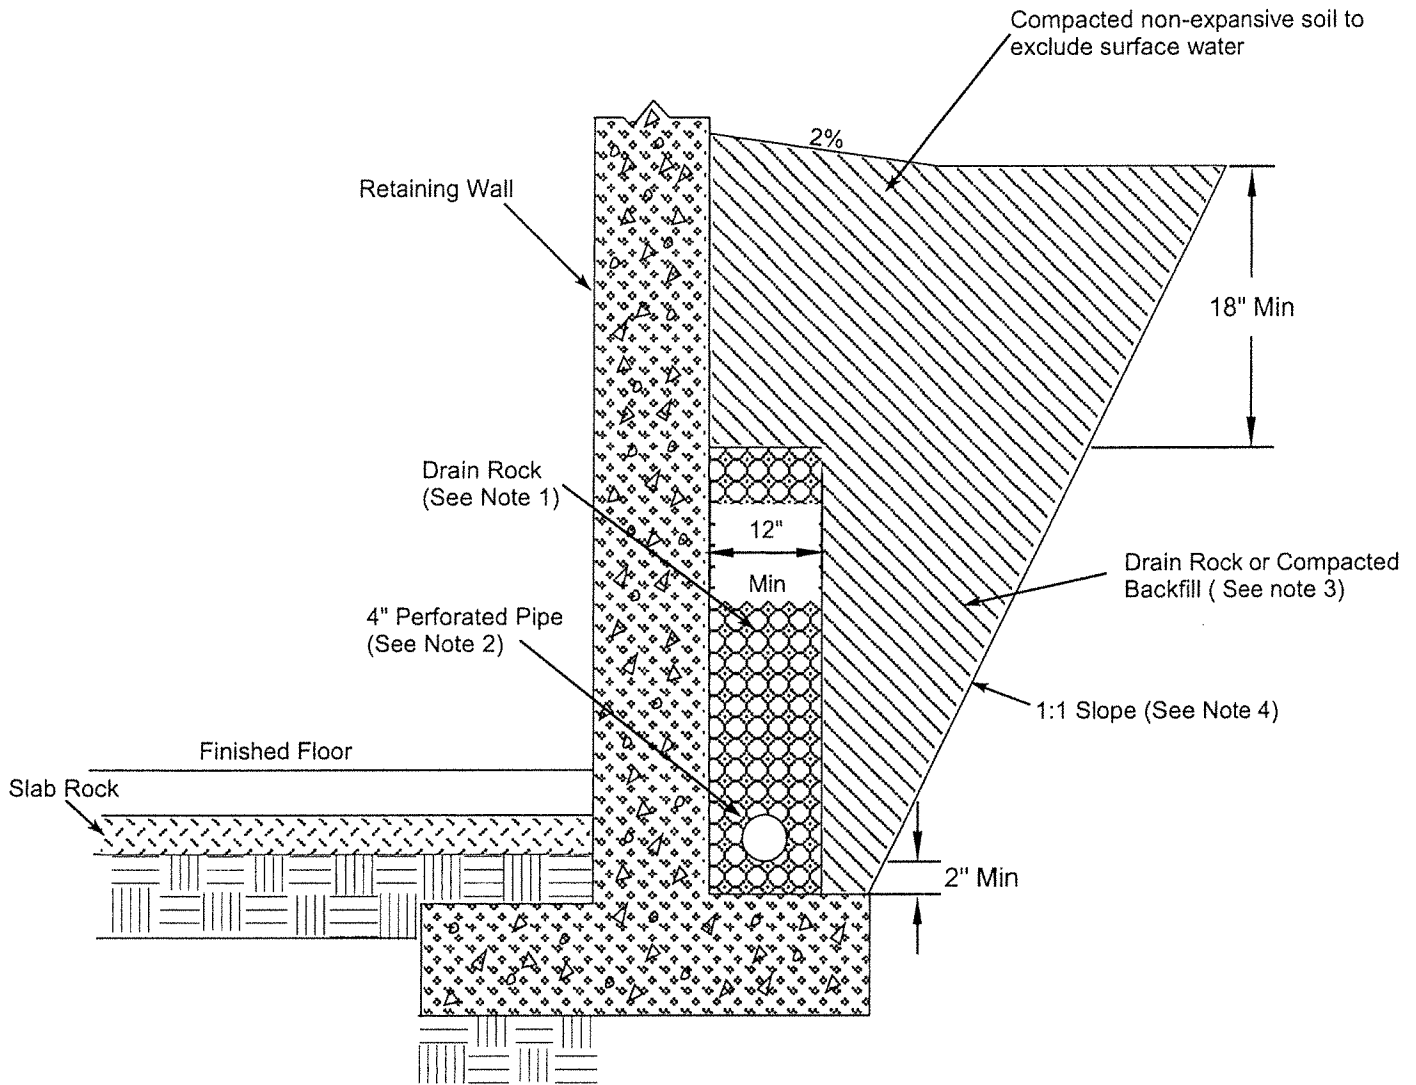 Compacted non-expansive soil to
exclude surface water
2%
Retaining Wall
18" Min
Drain Rock
(See Note 1)
12"
Min
Drain Rock or Compacted
Backfill ( See note 3)
4" Perforated Pipe
(See Note 2)
1:1 Slope (See Note 4)
Finished Floor
Slab Rock
2" Min